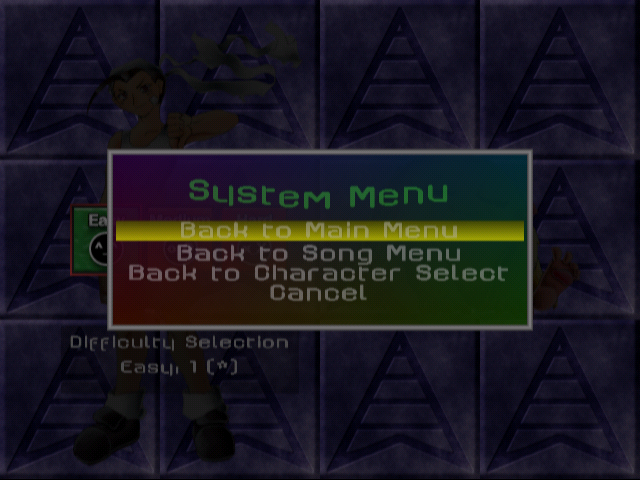 System Menu
Back to Main Menu
Back to Song Menu
Back to Character Select
Cancel
Ea
Difficulty Selection
Easy, 1 (*)